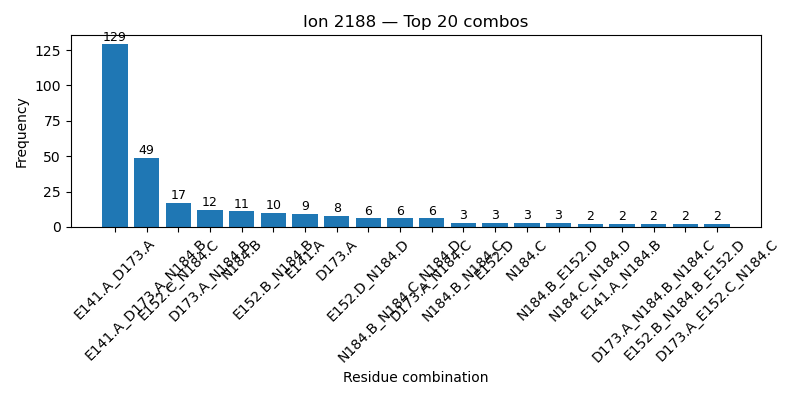 Ion 2188 — Top 20 combos
Frequency
125
100
75
50
25
0
129
49
17
12
11
10
9
8
6
6
6
3
3
3
3
2
2
2
2
2
E141.A_D173.A
E141.A_D173.A_N184.B
E152.C_N184.C
D173.A_N184.B
N184.B
E152.B_N184.B
E141.A
D173.A
E152.D_N184.D
N184.B_N184.C_N184.D
D173.A_N184.C
N184.B_N184.C
E152.D
N184.C
N184.B_E152.D
N184.C_N184.D
E141.A_N184.B
D173.A_N184.B_N184.C
E152.B_N184.B_E152.D
D173.A_E152.C_N184.C
Residue combination